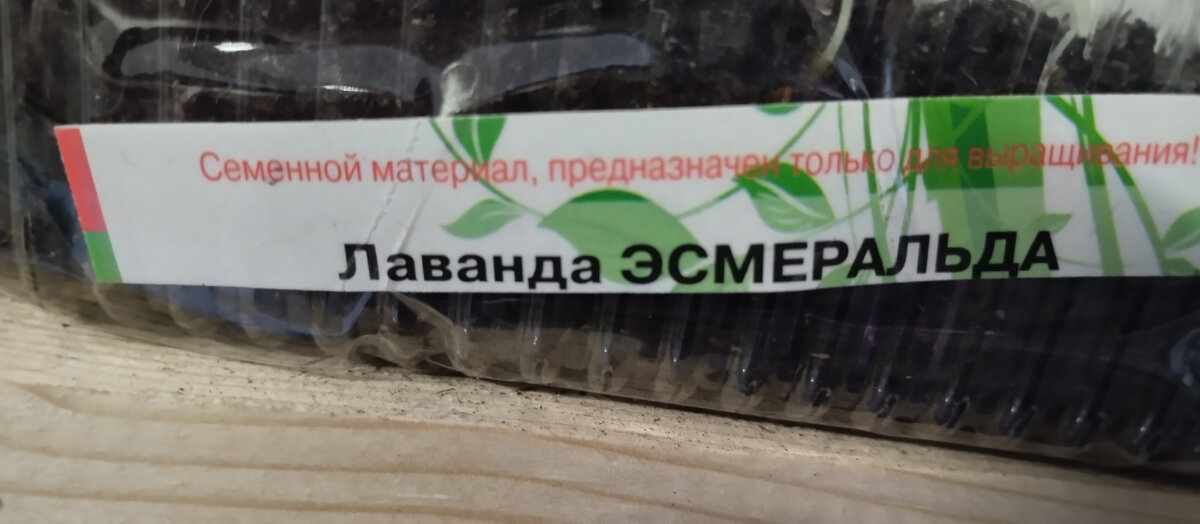 Семенной материал, предназначен только для выращивания!
Лаванда ЭСМЕРАЛЬДА